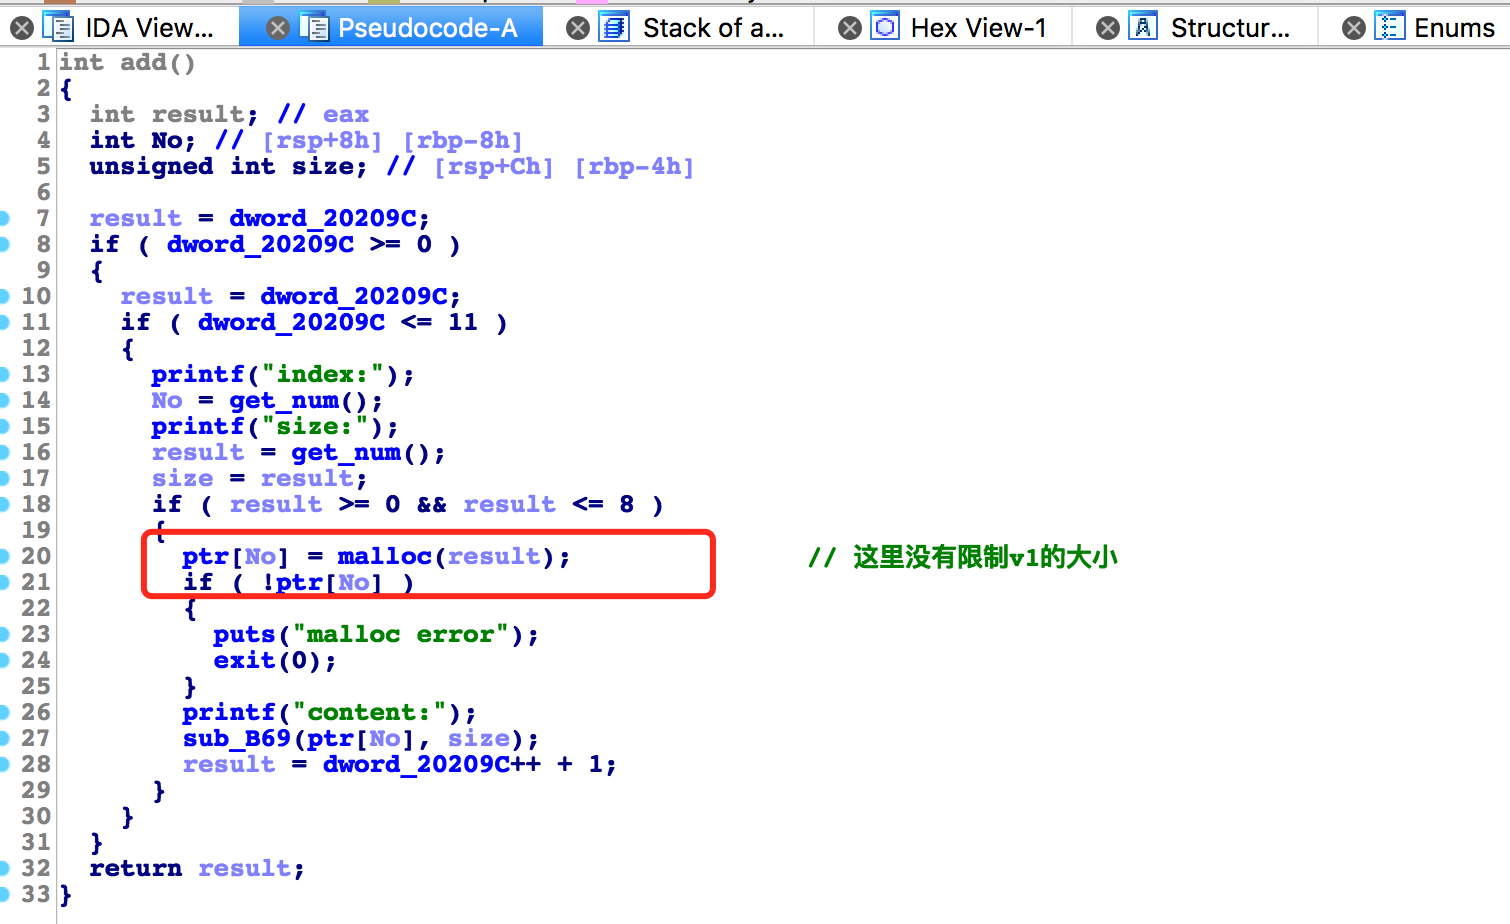 IDA View... Pseudocode-A Stack of a... Hex View-1 Structur... Enums
1 int add()
2 {
3 int result; // eax
4 int No; // [rsp+8h] [rbp-8h]
5 unsigned int size; // [rsp+Ch] [rbp-4h]
6
7 result = dword_20209C;
8 if ( dword_20209C >= 0 )
9 {
10 result = dword_20209C;
11 if ( dword_20209C <= 11 )
12 {
13 printf("index:");
14 No = get_num();
15 printf("size:");
16 result = get_num();
17 size = result;
18 if ( result >= 0 && result <= 8 )
19 {
20 ptr[No] = malloc(result); // 这里没有限制v1的大小
21 if ( !ptr[No] )
22 {
23 puts("malloc error");
24 exit(0);
25 }
26 printf("content:");
27 sub_B69(ptr[No], size);
28 result = dword_20209C++ + 1;
29 }
30 }
31 }
32 return result;
33 }